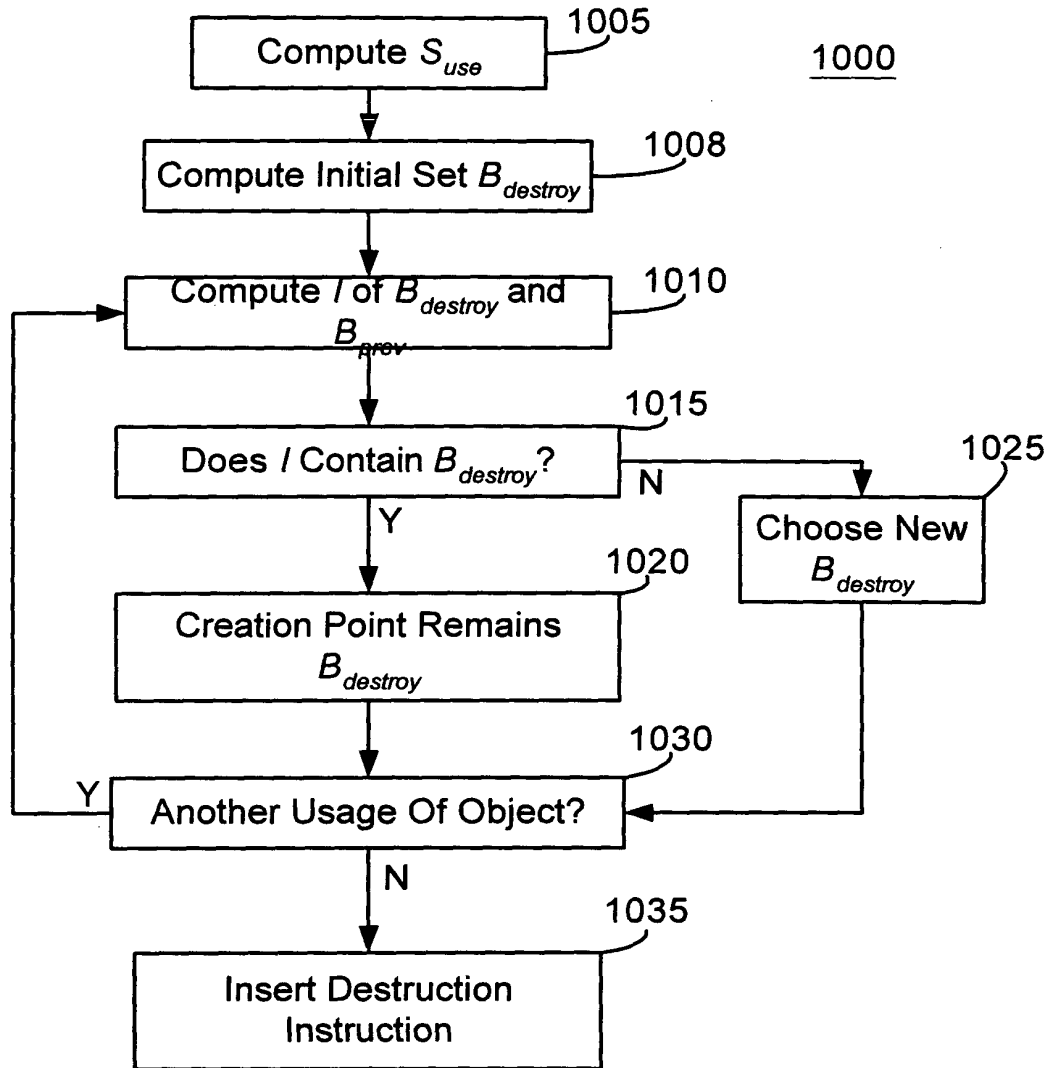 1005
Compute S_use
1000
1008
Compute Initial Set B_destroy
1010
Compute I of B_destroy and
B_prev
1015
Does I Contain B_destroy?
N
1025
Y
Choose New
B_destroy
1020
Creation Point Remains
B_destroy
1030
Y
Another Usage Of Object?
N
1035
Insert Destruction
Instruction